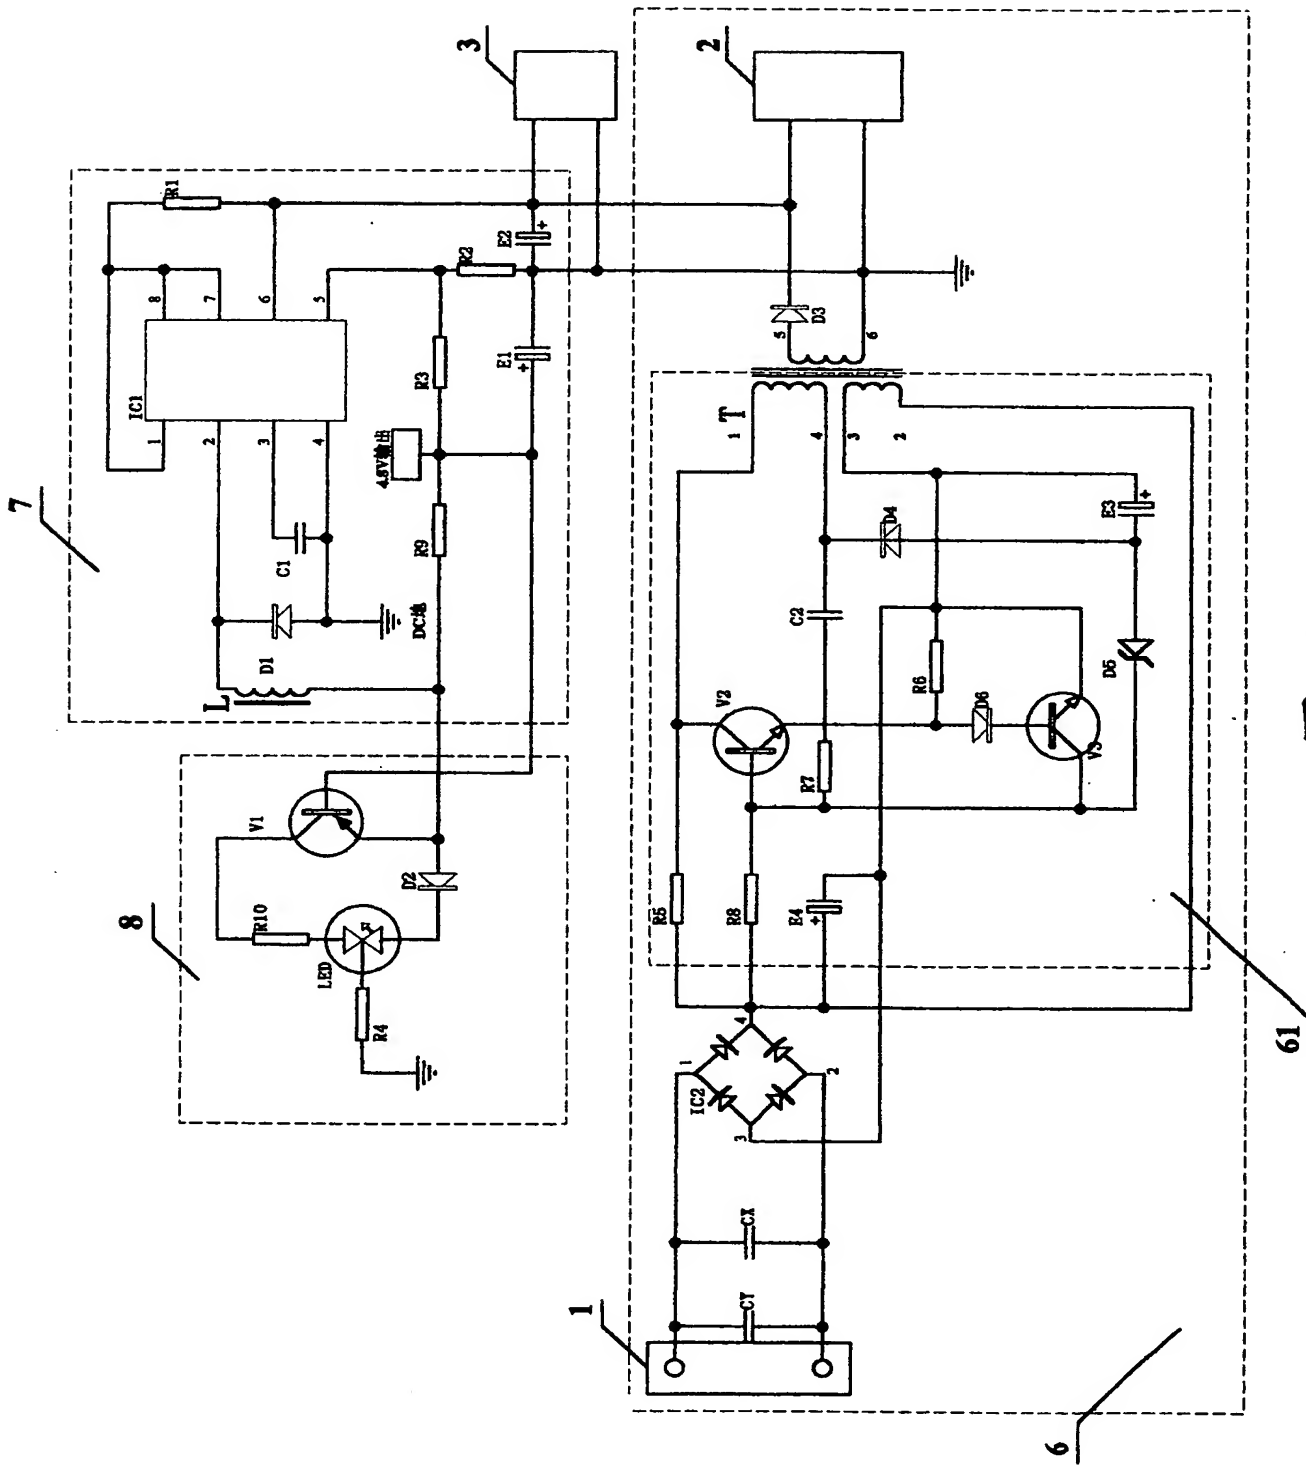 7
3
2
R1
8
7
6
5
IC1
1
2
3
4
R2
E2
+
R3
E1
+
4.8V输出
C1
R9
D1
DC地
L
8
V1
D2
R10
LED
R4
D3
5
6
T
1
4
3
2
D4
E3
+
C2
V2
R6
D6
D5
V3
R7
R5
R8
E4
+
61
4
1
2
3
IC2
CX
CY
1
6